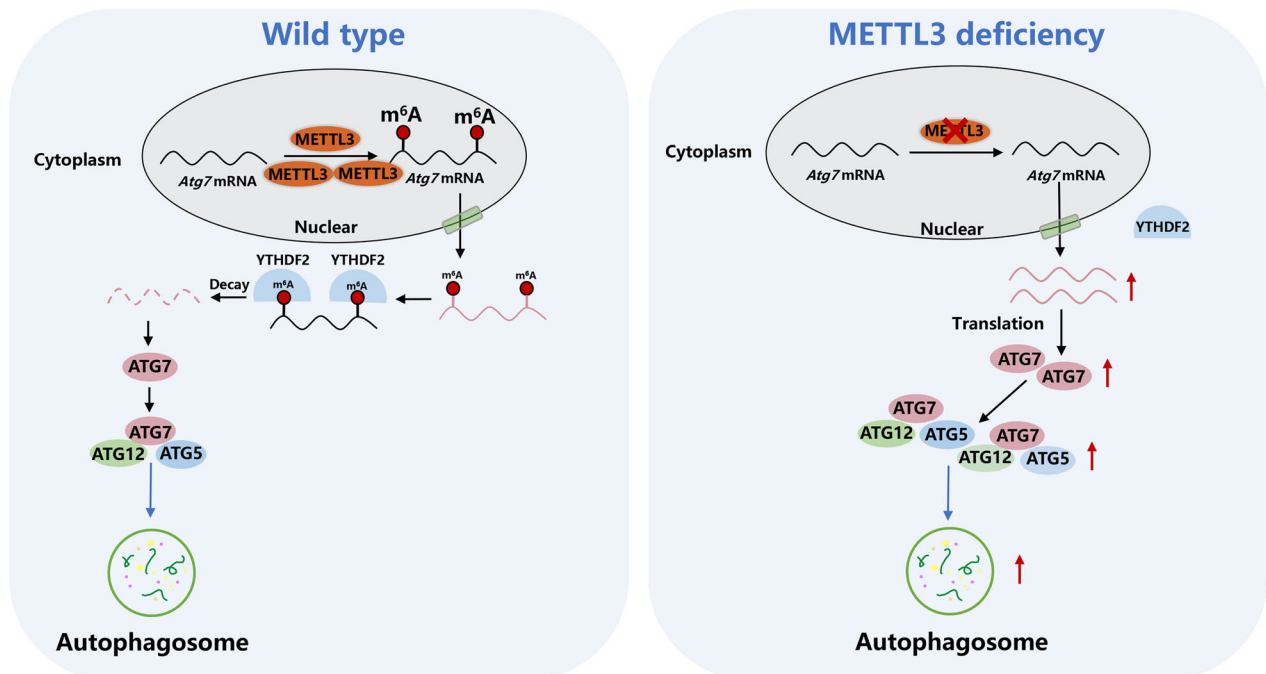 Wild type
m⁶A
m⁶A
METTL3
Cytoplasm
METTL3
METTL3
Atg7 mRNA
Atg7 mRNA
Nuclear
YTHDF2
YTHDF2
m⁶A
m⁶A
m⁶A
m⁶A
Decay
ATG7
ATG7
ATG12
ATG5
Autophagosome
METTL3 deficiency
METTL3
Cytoplasm
Atg7 mRNA
Atg7 mRNA
Nuclear
YTHDF2
Translation
ATG7
ATG7
ATG7
ATG12
ATG5
ATG7
ATG12
ATG5
Autophagosome